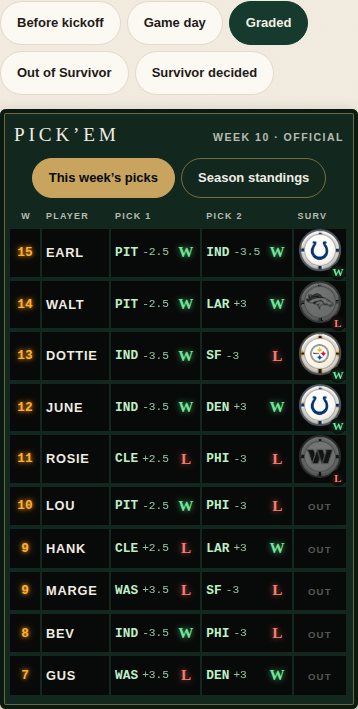 Before kickoff Game day Graded
Out of Survivor Survivor decided
PICK'EM WEEK 10 · OFFICIAL
This week's picks Season standings
W PLAYER PICK 1 PICK 2 SURV
15 EARL PIT -2.5 W IND -3.5 W W
14 WALT PIT -2.5 W LAR +3 W L
13 DOTTIE IND -3.5 W SF -3 L W
12 JUNE IND -3.5 W DEN +3 W W
11 ROSIE CLE +2.5 L PHI -3 L W L
10 LOU PIT -2.5 W PHI -3 L OUT
9 HANK CLE +2.5 L LAR +3 W OUT
9 MARGE WAS +3.5 L SF -3 L OUT
8 BEV IND -3.5 W PHI -3 L OUT
7 GUS WAS +3.5 L DEN +3 W OUT